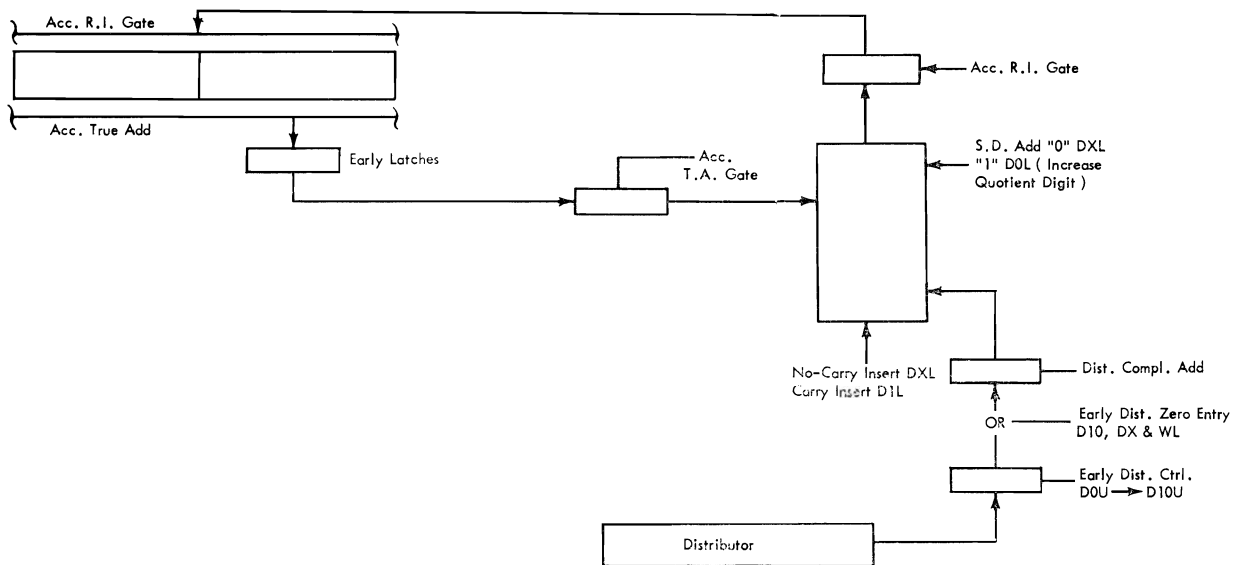 Acc. R.I. Gate
Acc. True Add
Early Latches
Acc.
T.A. Gate
Acc. R.I. Gate
S.D. Add "0" DXL
"1" D0L ( Increase
Quotient Digit )
No-Carry Insert DXL
Carry Insert D1L
Dist. Compl. Add
OR
Early Dist. Zero Entry
D10, DX & WL
Early Dist. Ctrl.
D0U → D10U
Distributor